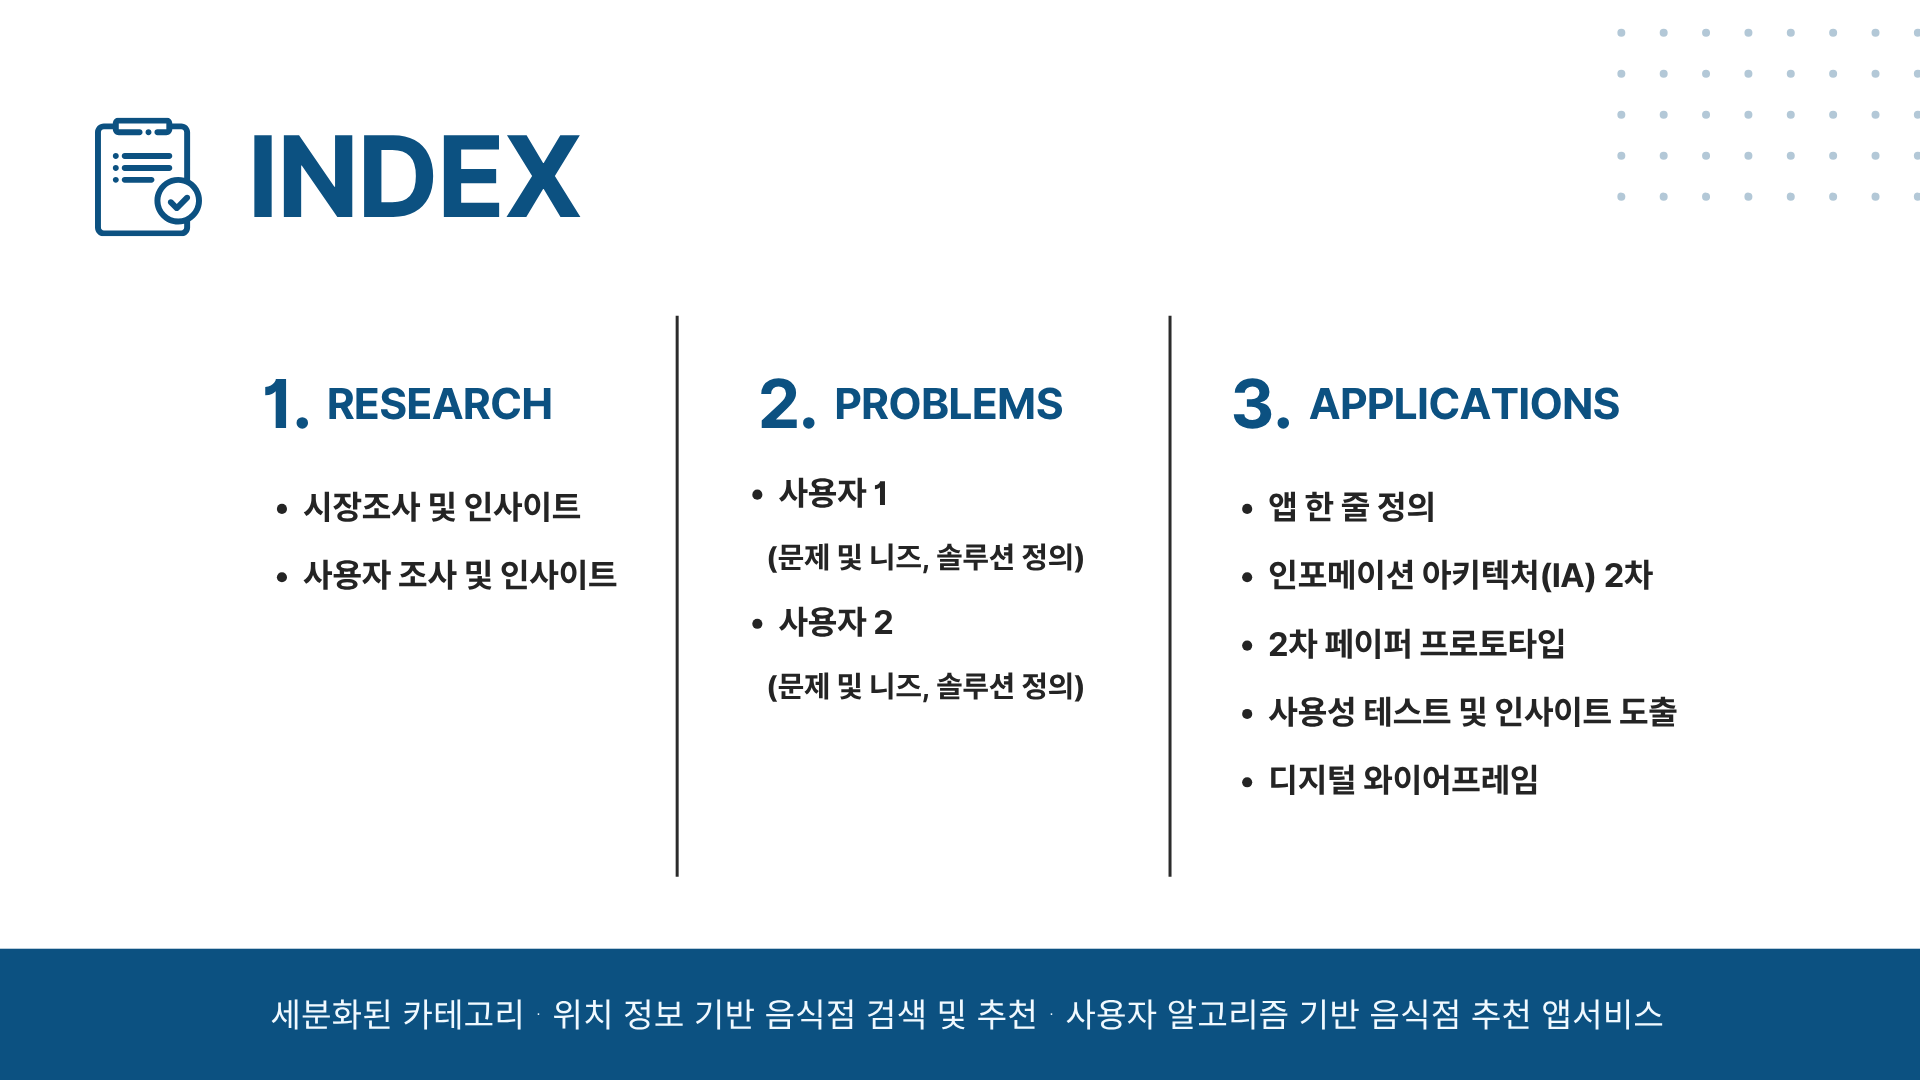 INDEX
1. RESEARCH
• 시장조사 및 인사이트
• 사용자 조사 및 인사이트
2. PROBLEMS
• 사용자 1
(문제 및 니즈, 솔루션 정의)
• 사용자 2
(문제 및 니즈, 솔루션 정의)
3. APPLICATIONS
• 앱 한 줄 정의
• 인포메이션 아키텍처(IA) 2차
• 2차 페이퍼 프로토타입
• 사용성 테스트 및 인사이트 도출
• 디지털 와이어프레임
세분화된 카테고리 · 위치 정보 기반 음식점 검색 및 추천 · 사용자 알고리즘 기반 음식점 추천 앱서비스